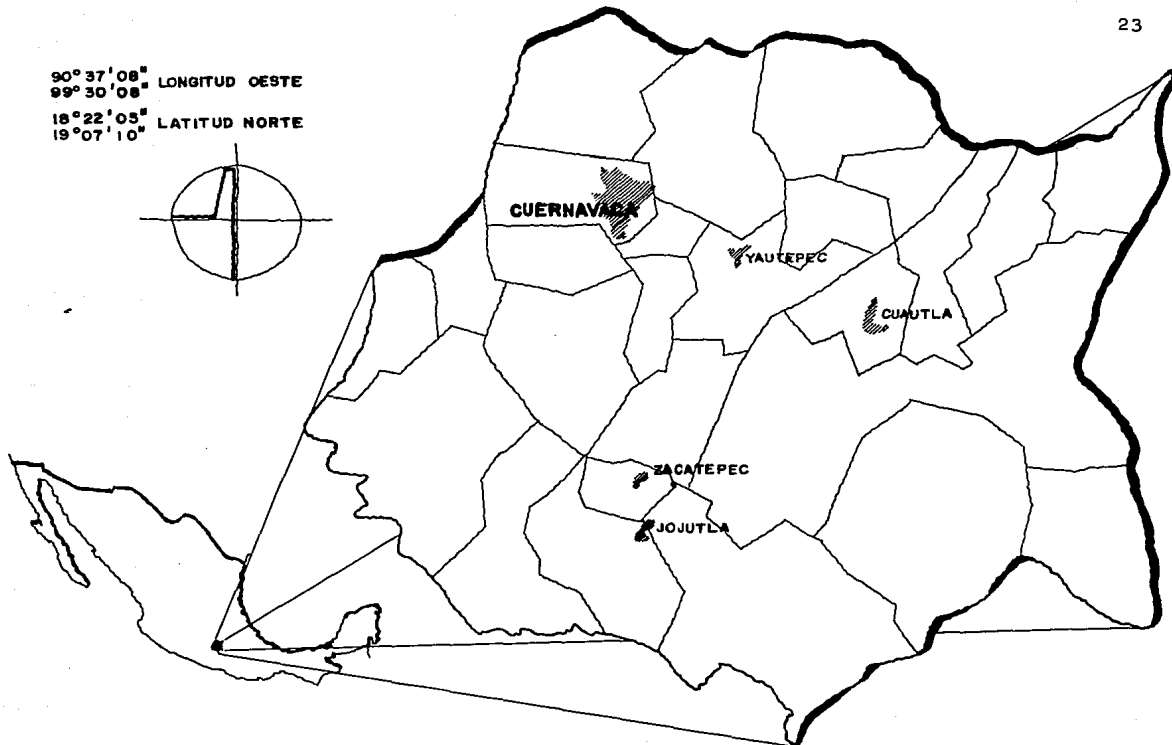 23
90°37'08"
99°30'08" LONGITUD OESTE
18°22'05"
19°07'10" LATITUD NORTE
CUERNAVACA
YAUTEPEC
CUAUTLA
ZACATEPEC
JOJUTLA